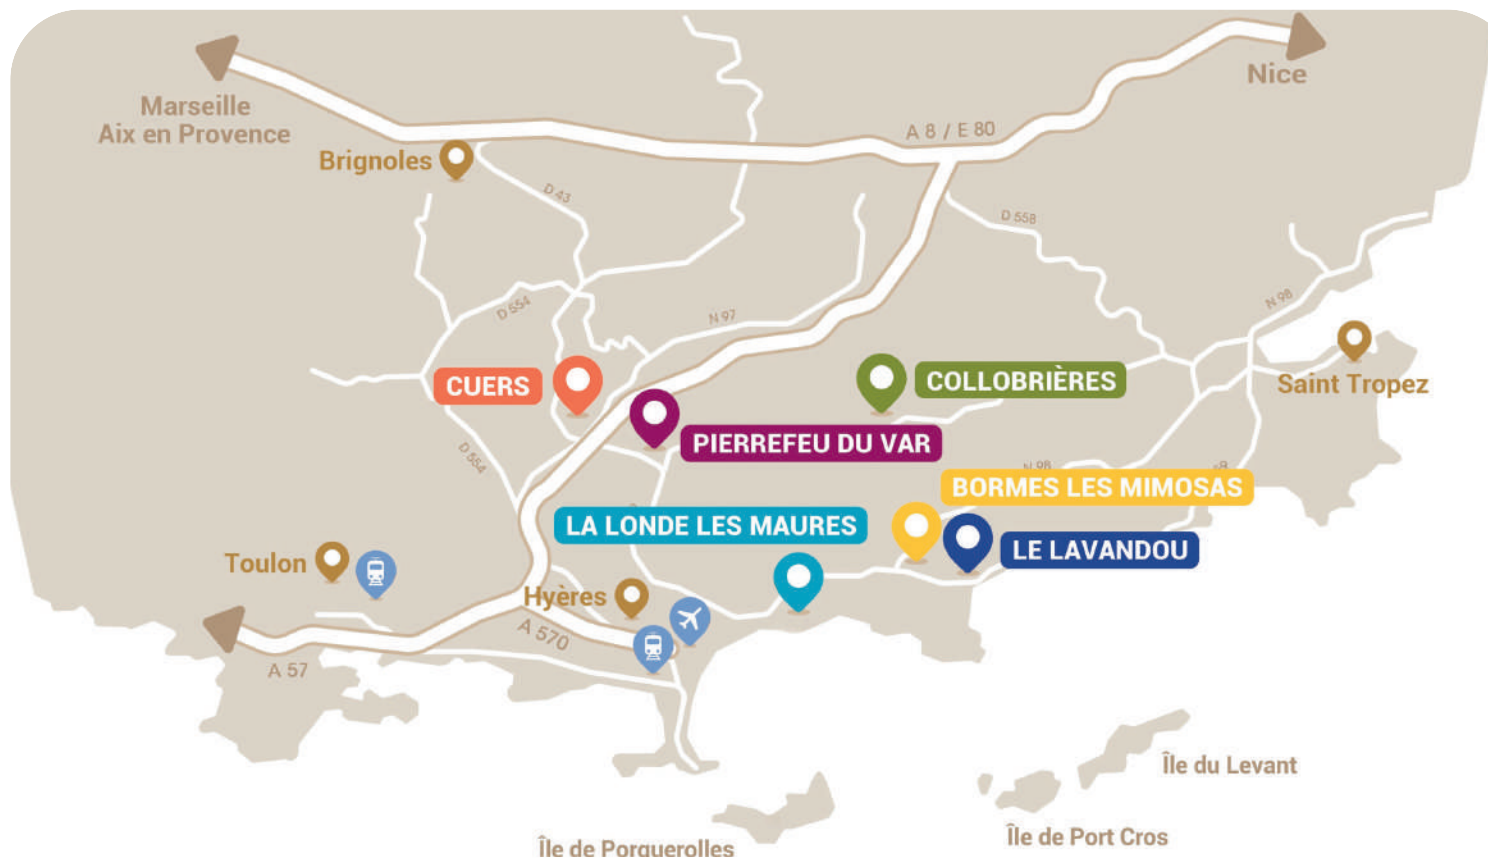 Nice
Marseille
Aix en Provence
A 8 / E 80
Brignoles
D 43
D 558
N 98
D 554
N 97
CUERS
COLLOBRIÈRES
Saint Tropez
PIERREFEU DU VAR
D 554
N 98
BORMES LES MIMOSAS
LA LONDE LES MAURES
LE LAVANDOU
Toulon
Hyères
A 570
A 57
Île du Levant
Île de Port Cros
Île de Porquerolles